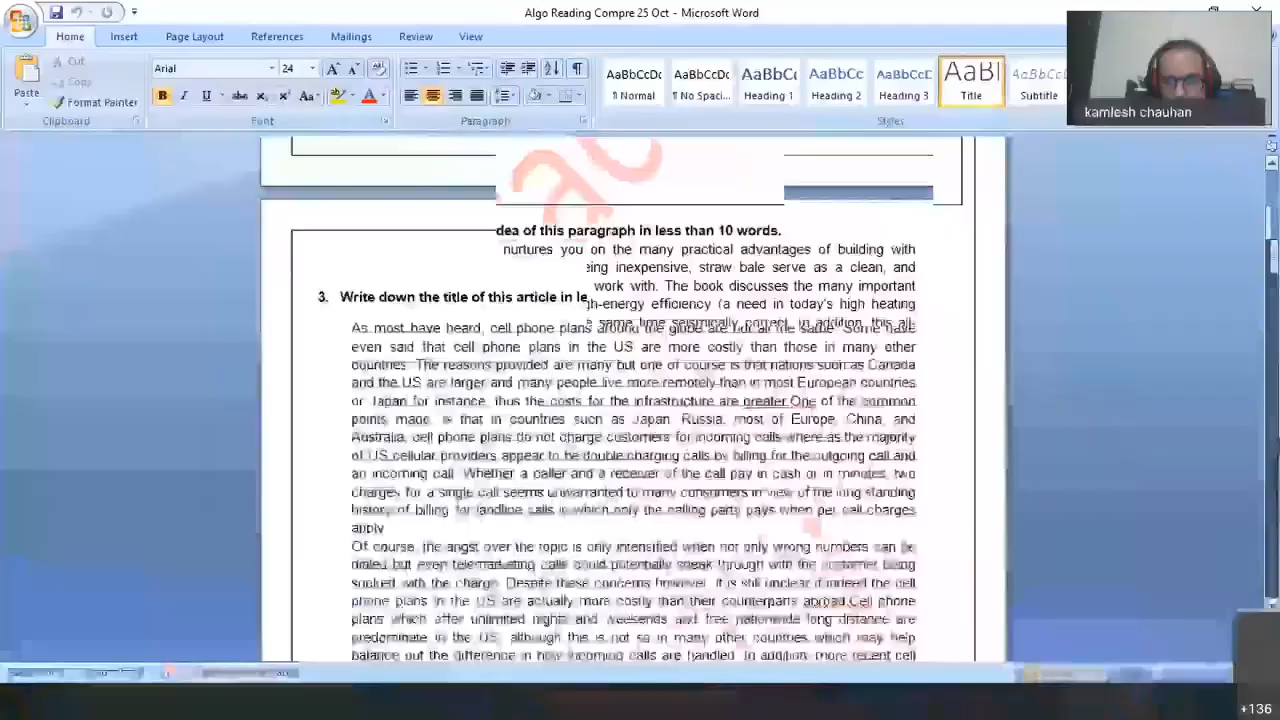 Algo Reading Compre 25 Oct - Microsoft Word
Home Insert Page Layout References Mailings Review View
Cut
Copy
Paste
Format Painter
Arial 24
AaBbCcDc AaBbCcDc AaBbCc AaBbCc AaBbCc AaBI AaBbCc
¶ Normal ¶ No Spaci... Heading 1 Heading 2 Heading 3 Title Subtitle
Clipboard Font Paragraph Styles
kamlesh chauhan
dea of this paragraph in less than 10 words.
nurtures you on the many practical advantages of building with
eing inexpensive, straw bale serve as a clean, and
work with. The book discusses the many important
3. Write down the title of this article in le
gh-energy efficiency (a need in today's high heating
same time seismically correct. In addition, this all-
As most have heard, cell phone plans around the globe are not all the same. Some have
even said that cell phone plans in the US are more costly than those in many other
countries. The reasons provided are many but one of course is that nations such as Canada
and the US are larger and many people live more remotely than in most European countries
or Japan for instance, thus the costs for the infrastructure are greater.One of the common
points made is that in countries such as Japan, Russia, most of Europe, China, and
Australia, cell phone plans do not charge customers for incoming calls where as the majority
of US cellular providers appear to be double charging calls by billing for the outgoing call and
an incoming call. Whether a caller and a receiver of the call pay in cash or in minutes, two
charges for a single call seems unwarranted to many consumers in view of the long standing
history of billing for landline calls in which only the calling party pays when per call charges
apply.
Of course, the angst over the topic is only intensified when not only wrong numbers can be
dialed but even telemarketing calls could potentially sneak through with the customer being
socked with the charge. Despite these concerns however, it is still unclear if indeed the cell
phone plans in the US are actually more costly than their counterparts abroad.Cell phone
plans which offer unlimited nights and weekends and free nationwide long distance are
predominate in the US, although this is not so in many other countries which may help
balance out the difference in how incoming calls are handled. In addition, more recent cell
+136